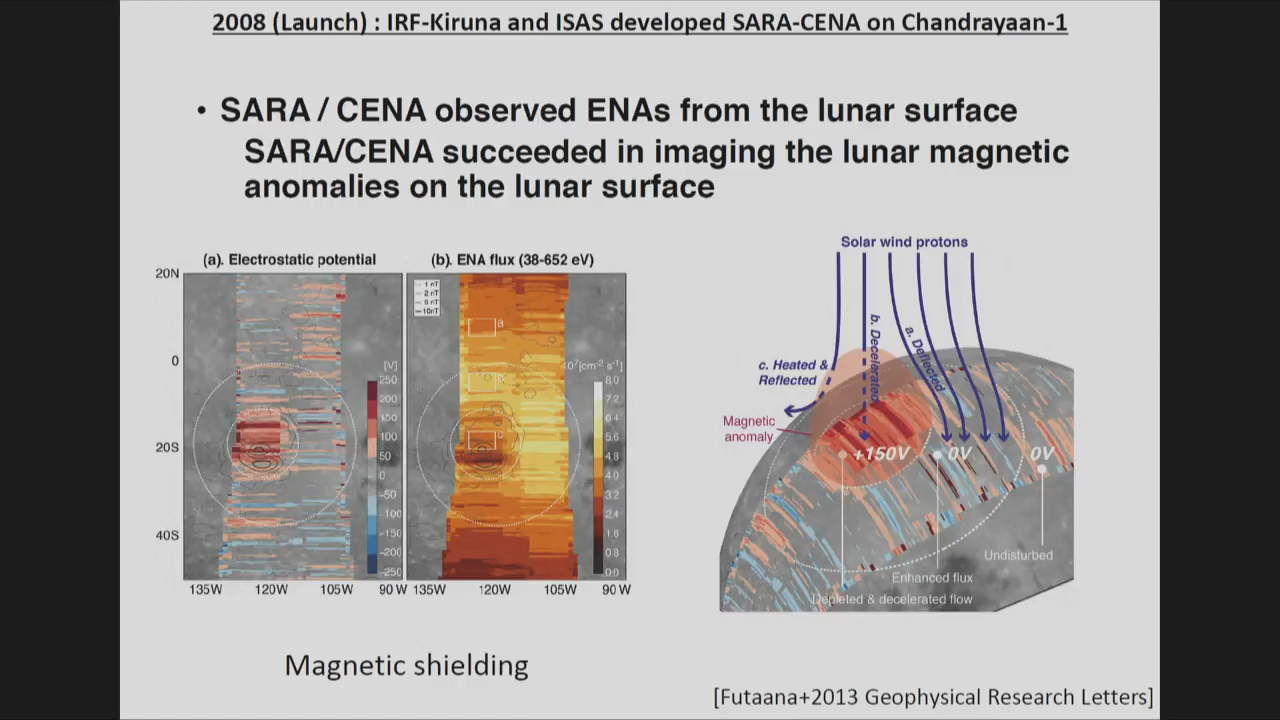 2008 (Launch) : IRF-Kiruna and ISAS developed SARA-CENA on Chandrayaan-1
• SARA / CENA observed ENAs from the lunar surface
SARA/CENA succeeded in imaging the lunar magnetic
anomalies on the lunar surface
(a). Electrostatic potential
(b). ENA flux (38-652 eV)
20N
0
20S
40S
135W 120W 105W 90 W
[V]
250
200
150
100
50
0
-50
-100
-150
-200
-250
1 nT
2 nT
10nT
a
c
10⁷[cm⁻² s⁻¹]
8.0
7.2
6.4
5.6
4.8
4.0
3.2
2.4
1.6
0.8
0.0
135W 120W 105W 90 W
Solar wind protons
a. Deflected
b. Decelerated
c. Heated &
Reflected
Magnetic
anomaly
+150V
0V
0V
Undisturbed
Enhanced flux
Depleted & decelerated flow
Magnetic shielding
[Futaana+2013 Geophysical Research Letters]